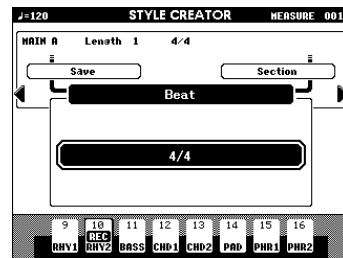 ♩=120 STYLE CREATOR MEASURE 001
MAIN A Length 1 4/4
Save Section
Beat
4/4
9 10 11 12 13 14 15 16
REC
RHY1 RHY2 BASS CHD1 CHD2 PAD PHR1 PHR2